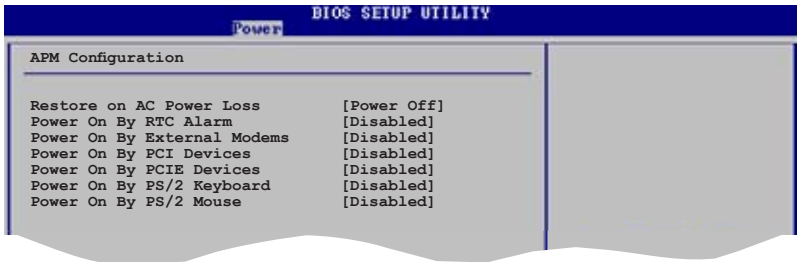 BIOS SETUP UTILITY
Power
APM Configuration
Restore on AC Power Loss [Power Off]
Power On By RTC Alarm [Disabled]
Power On By External Modems [Disabled]
Power On By PCI Devices [Disabled]
Power On By PCIE Devices [Disabled]
Power On By PS/2 Keyboard [Disabled]
Power On By PS/2 Mouse [Disabled]